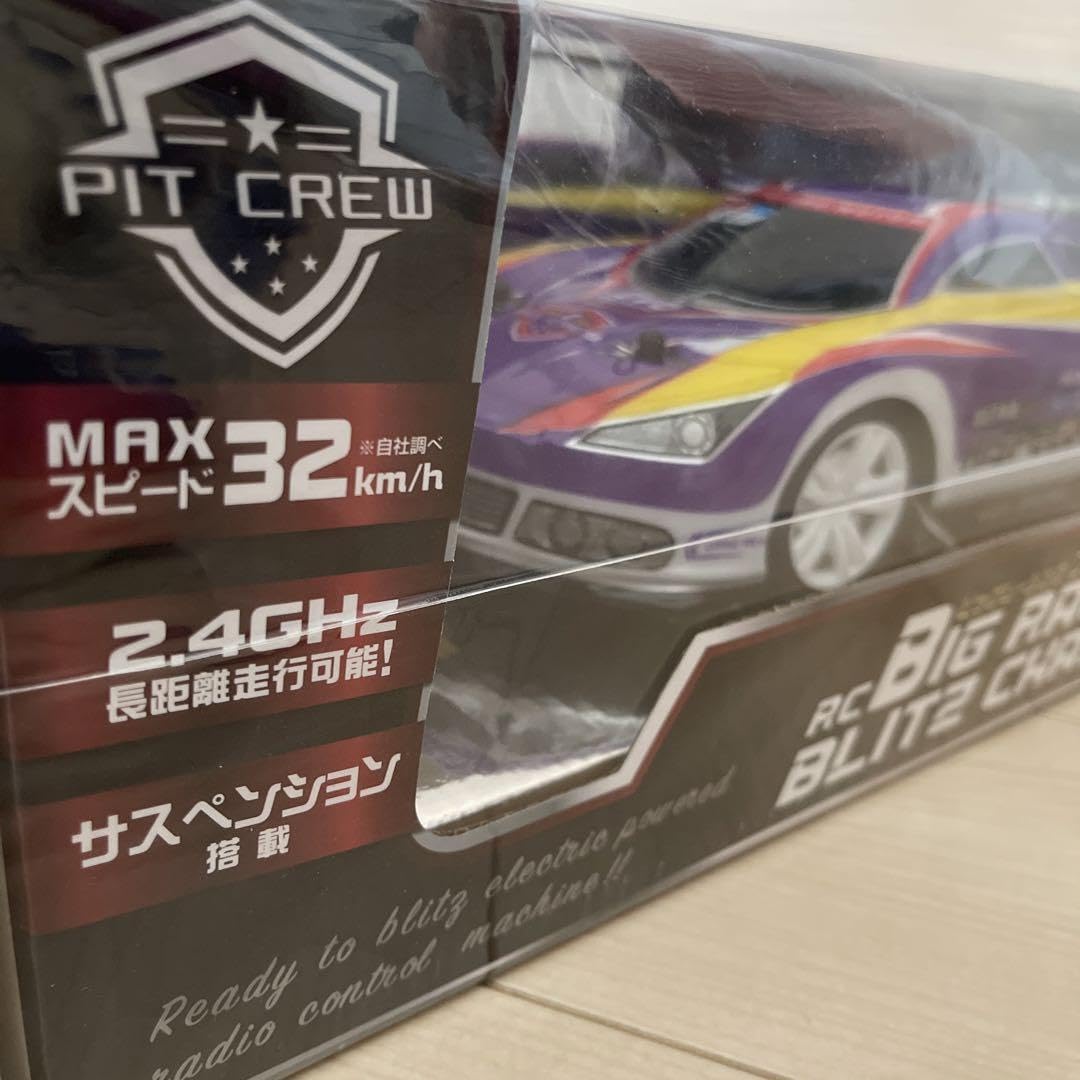 PIT CREW
MAX
スピード 32 km/h
※自社調べ
2.4GHz
長距離走行可能!
サスペンション
搭載
RC BIG
BLITZ
Ready to blitz electric powered
radio control machine!!